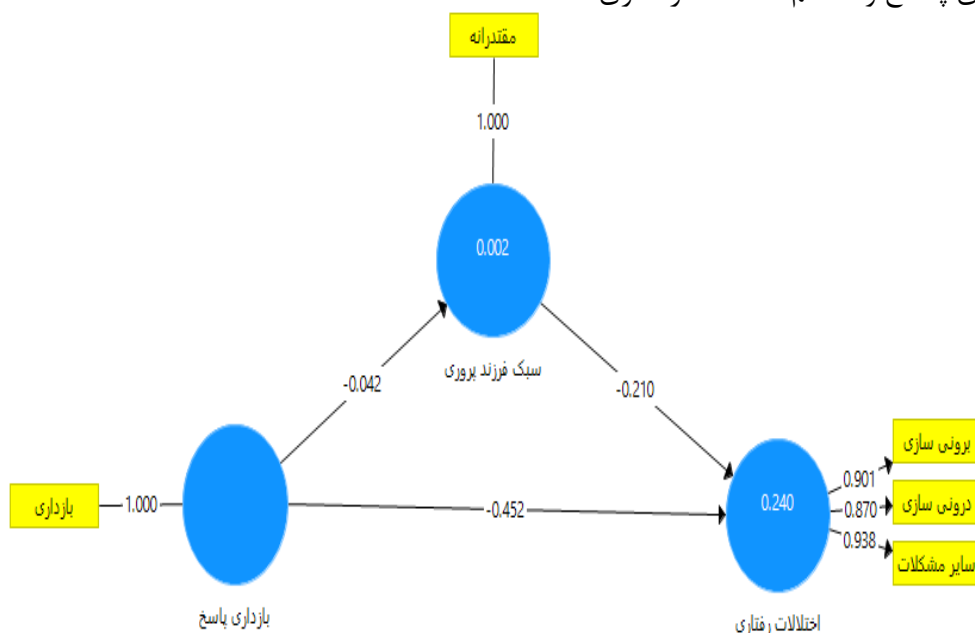 مقتدرانه
1.000
0.002
سبک فرزند پروری
-0.042
-0.210
برونی سازی
0.901
بازداری
1.000
-0.452
0.240
0.870
درونی سازی
0.938
سایر مشکلات
بازداری پاسخ
اختلالات رفتاری